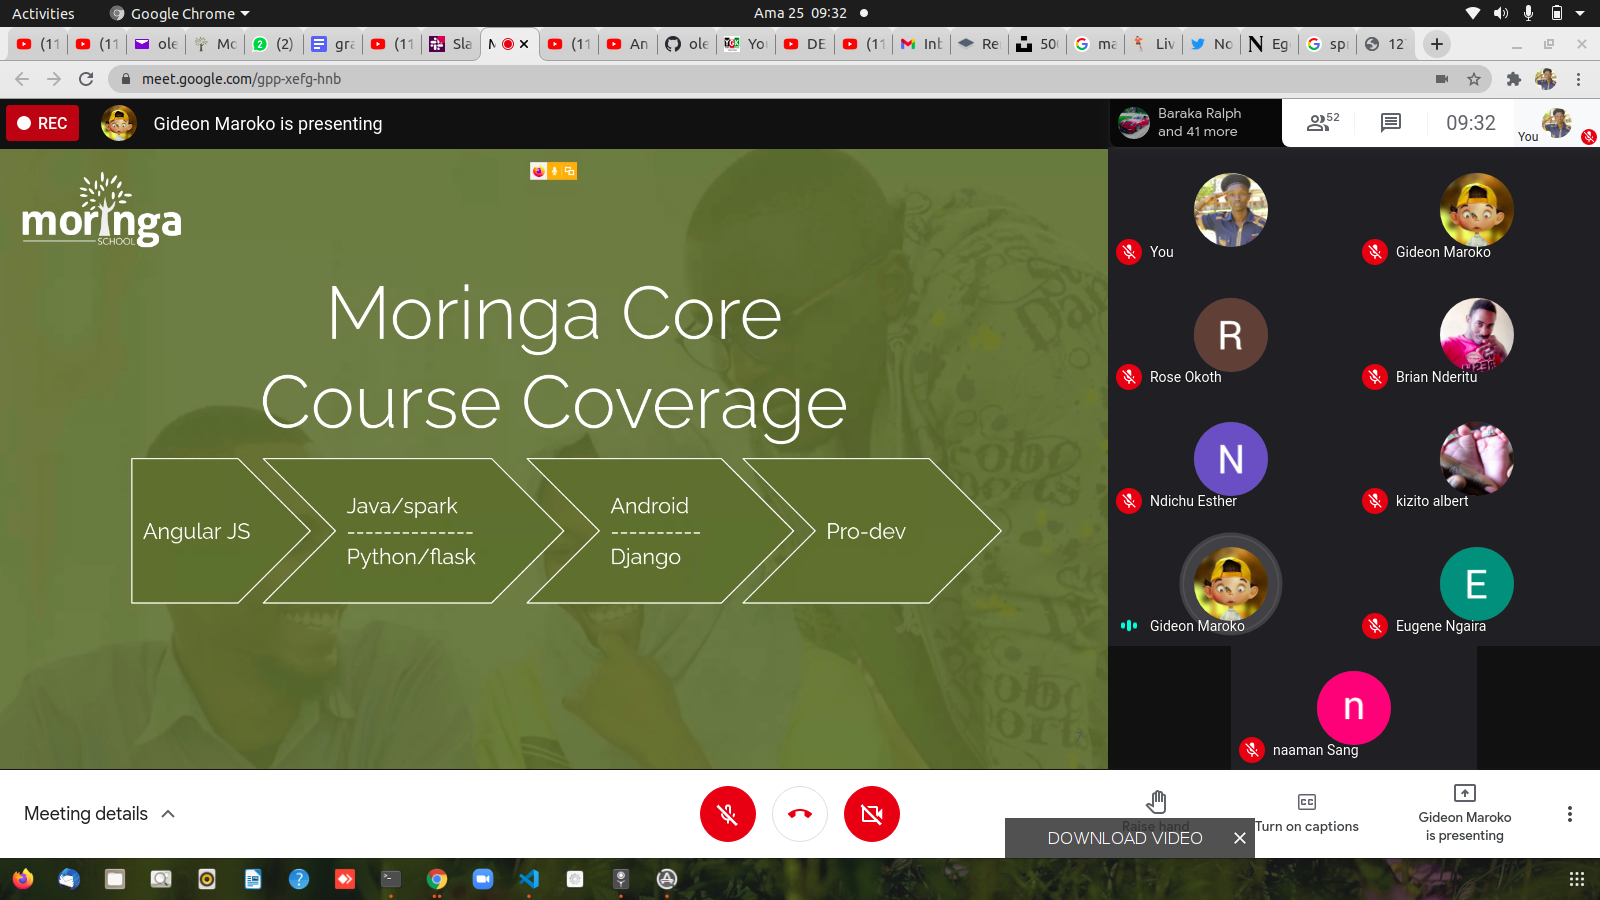 Activities
Google Chrome
Ama 25 09:32
(11
(11
ole
Mo
(2)
gra
(11
Sla
M
(11
An
ole
You
DE
(11
Int
Re
500
ma
Liv
No
Eg
spr
127
meet.google.com/gpp-xefg-hnb
REC
Gideon Maroko is presenting
Baraka Ralph
and 41 more
52
09:32
You
moringa
SCHOOL
Moringa Core
Course Coverage
Angular JS
Java/spark
--------------
Python/flask
Android
----------
Django
Pro-dev
You
Gideon Maroko
R
Rose Okoth
Brian Nderitu
N
Ndichu Esther
kizito albert
Gideon Maroko
E
Eugene Ngaira
n
naaman Sang
Meeting details
Raise hand
Turn on captions
Gideon Maroko
is presenting
DOWNLOAD VIDEO